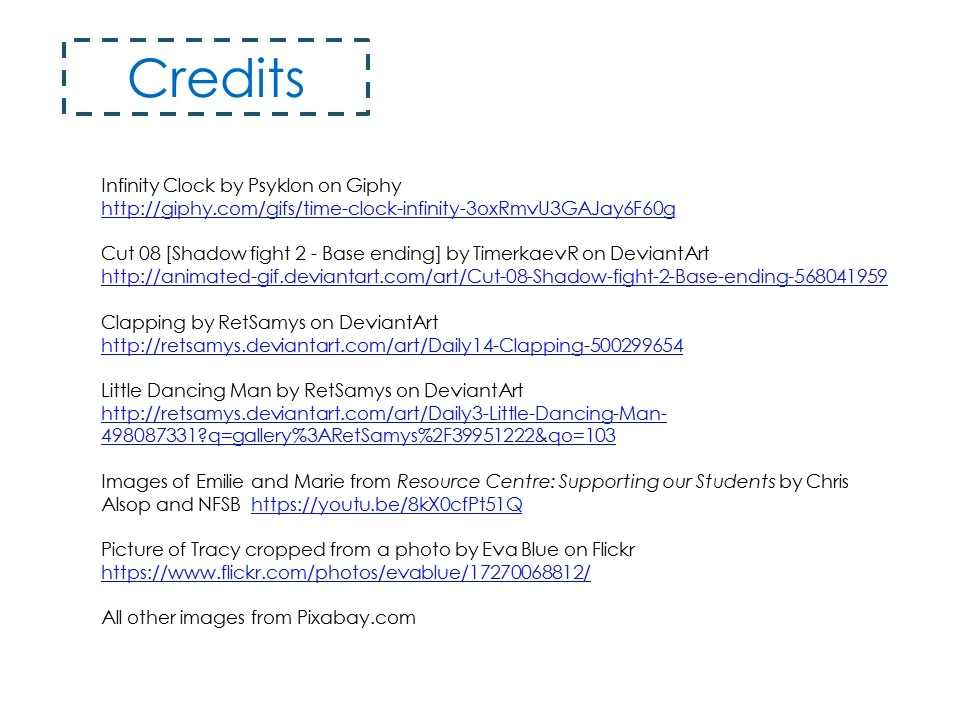 Credits
Infinity Clock by Psyklon on Giphy
http://giphy.com/gifs/time-clock-infinity-3oxRmvU3GAJay6F60g
Cut 08 [Shadow fight 2 - Base ending] by TimerkaevR on DeviantArt
http://animated-gif.deviantart.com/art/Cut-08-Shadow-fight-2-Base-ending-568041959
Clapping by RetSamys on DeviantArt
http://retsamys.deviantart.com/art/Daily14-Clapping-500299654
Little Dancing Man by RetSamys on DeviantArt
http://retsamys.deviantart.com/art/Daily3-Little-Dancing-Man-
498087331?q=gallery%3ARetSamys%2F39951222&qo=103
Images of Emilie and Marie from Resource Centre: Supporting our Students by Chris
Alsop and NFSB https://youtu.be/8kX0cfPt51Q
Picture of Tracy cropped from a photo by Eva Blue on Flickr
https://www.flickr.com/photos/evablue/17270068812/
All other images from Pixabay.com